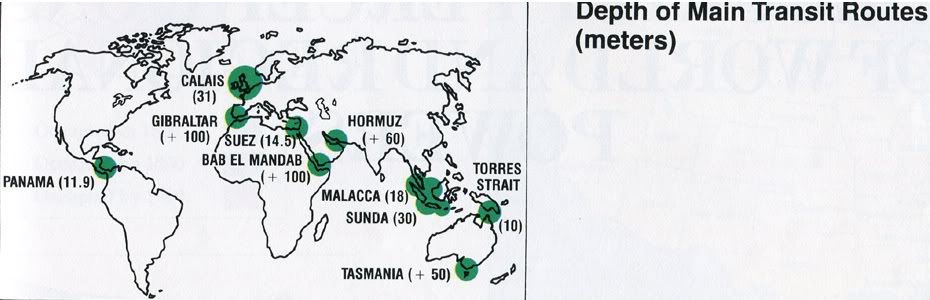 Depth of Main Transit Routes
(meters)
CALAIS
(31)
GIBRALTAR
(+ 100)
SUEZ (14.5)
HORMUZ
(+ 60)
BAB EL MANDAB
(+ 100)
PANAMA (11.9)
MALACCA (18)
SUNDA (30)
TORRES
STRAIT
(10)
TASMANIA (+ 50)